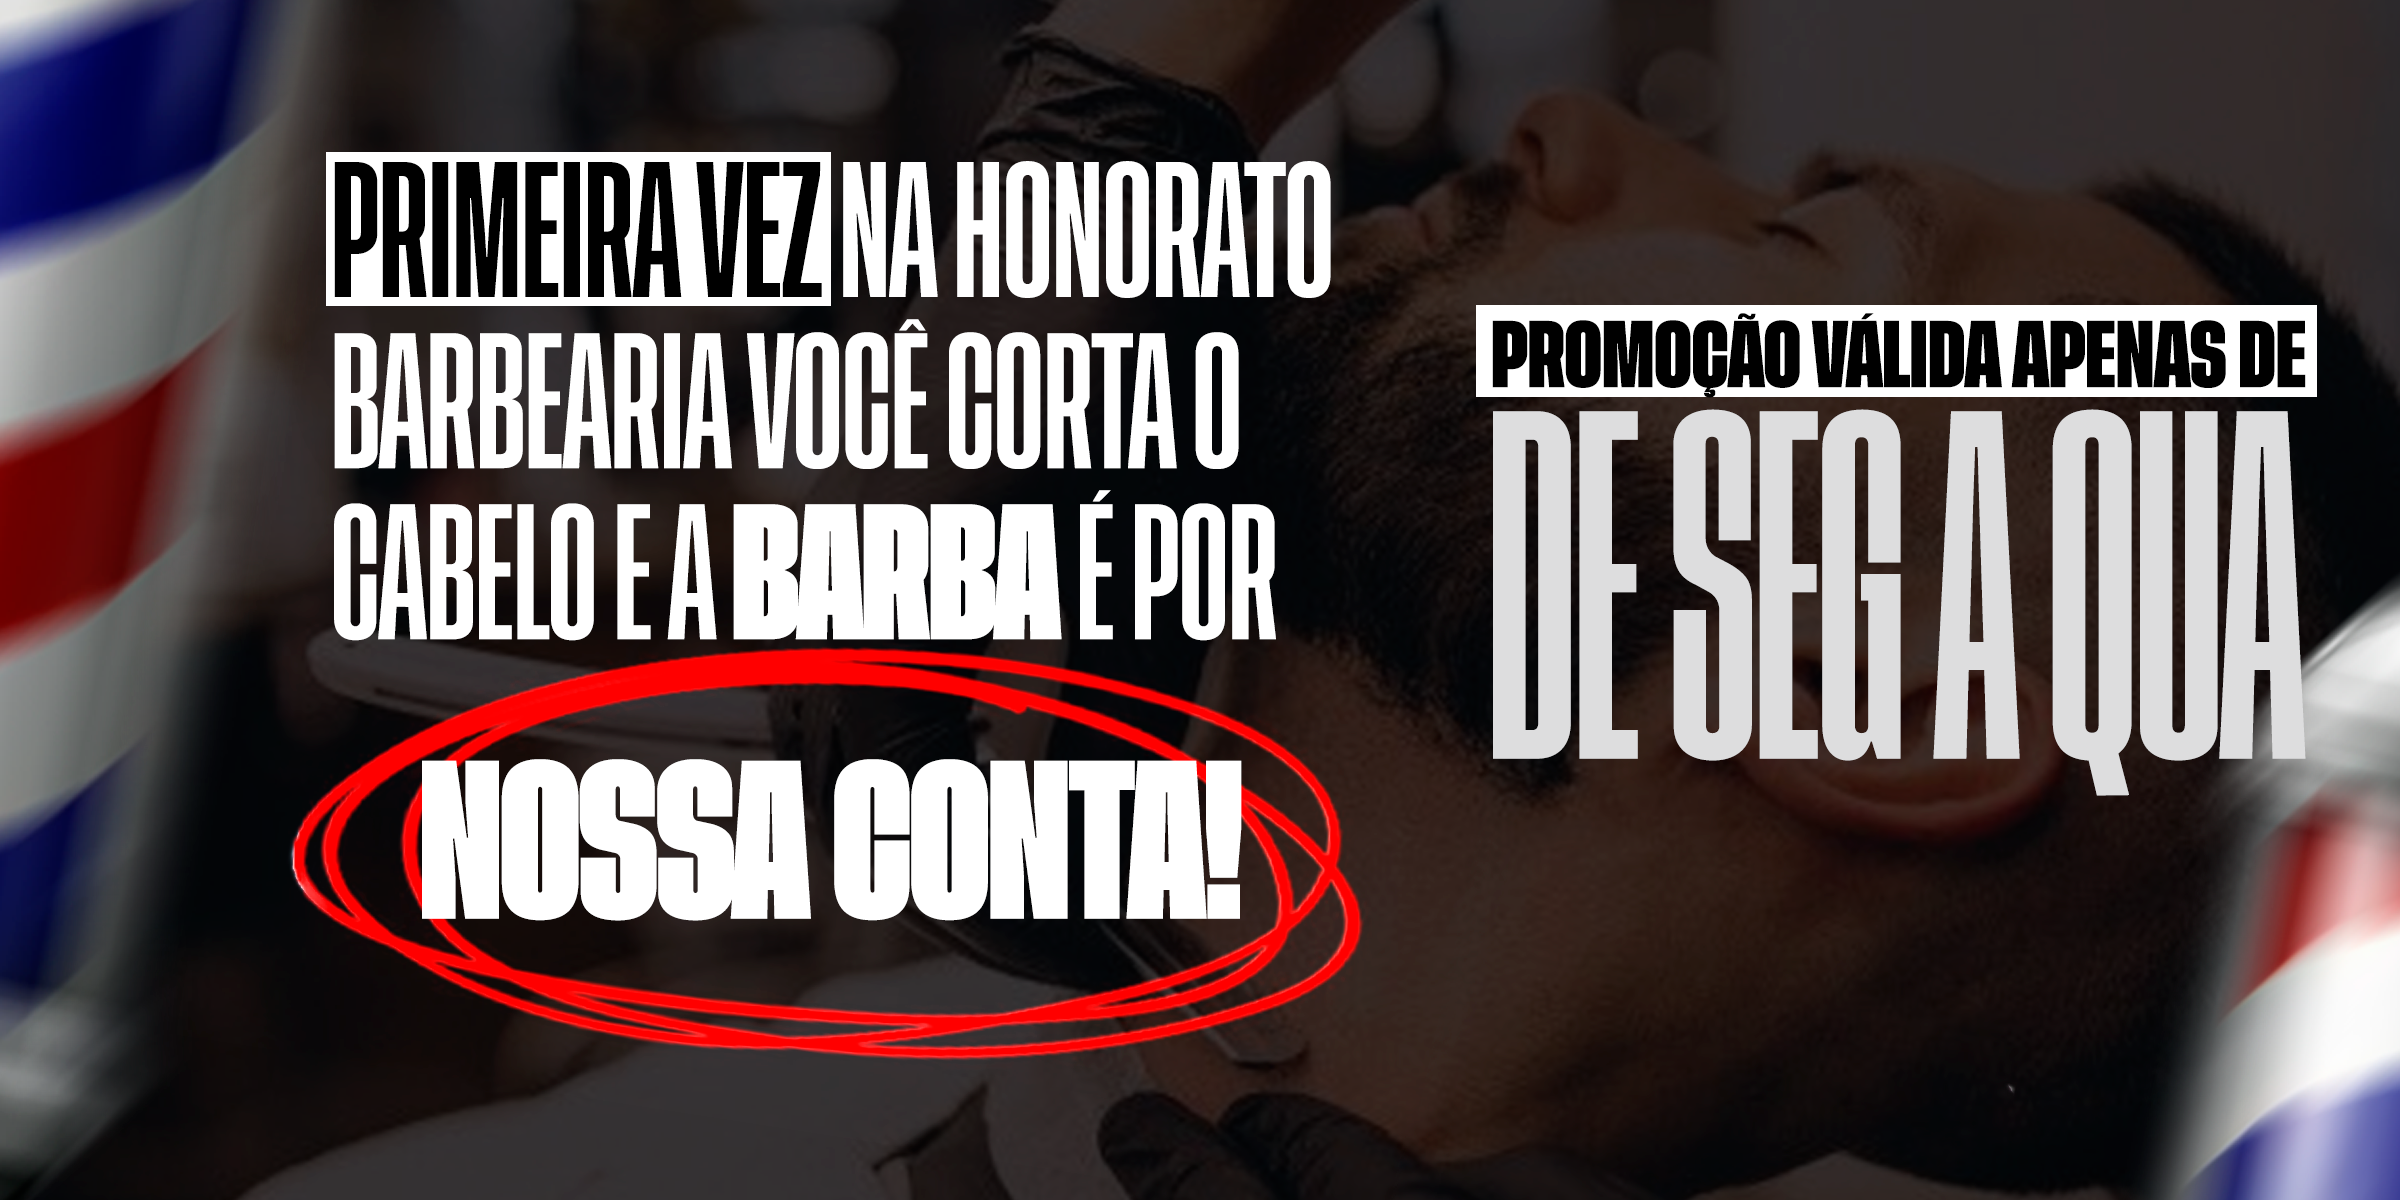 PRIMEIRA VEZ NA HONORATO
BARBEARIA VOCÊ CORTA O
CABELO E A BARBA É POR
NOSSA CONTA!
PROMOÇÃO VÁLIDA APENAS DE
DE SEG A QUA